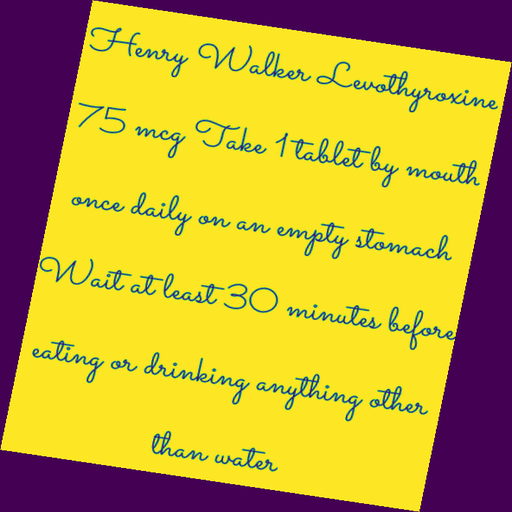 Henry Walker Levothyroxine
75 mcg Take 1 tablet by mouth
once daily on an empty stomach
Wait at least 30 minutes before
eating or drinking anything other
than water